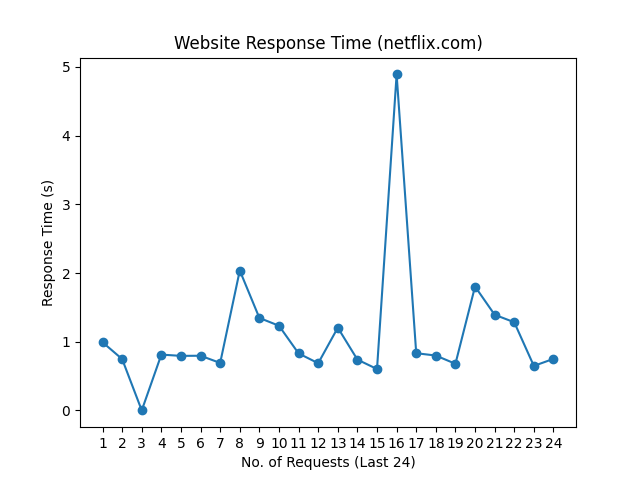 Website Response Time (netflix.com)
Response Time (s)
5
4
3
2
1
0
1 2 3 4 5 6 7 8 9 10 11 12 13 14 15 16 17 18 19 20 21 22 23 24
No. of Requests (Last 24)